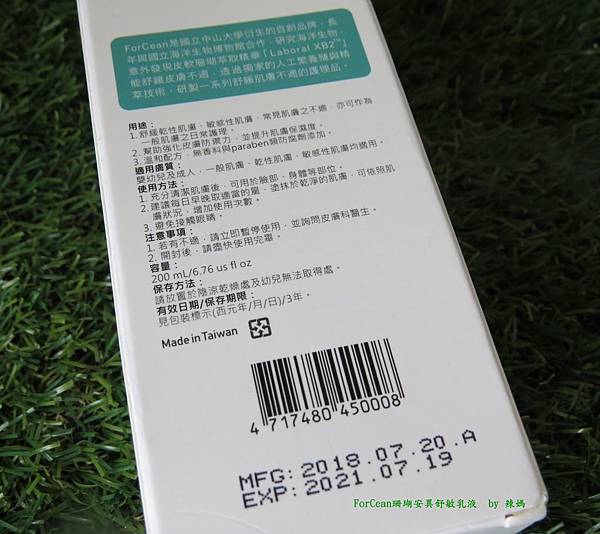 ForCean是國立中山大學衍生的自創品牌，長
年與國立海洋生物博物館合作，研究海洋生物
意外發現皮軟珊瑚萃取精華「Laboral XB2™」
能舒緩皮膚不適，透過獨家的人工繁養殖與精
萃技術，研製一系列舒緩肌膚不適的護理品。
用途：
1. 舒緩乾性肌膚、敏感性肌膚，常見肌膚之不適，亦可作為
一般肌膚之日常護理。
2. 幫助強化皮膚防禦力，並提升肌膚保濕度。
3. 溫和配方，無香料與paraben類防腐劑添加。
適用膚質：
嬰幼兒及成人，一般肌膚、乾性肌膚、敏感性肌膚均適用。
使用方法：
1. 充分清潔肌膚後，可用於臉部、身體等部位。
2. 建議每日早晚取適當的量，塗抹於乾淨的肌膚，可依照肌
膚狀況，增加使用次數。
3. 避免接觸眼睛。
注意事項：
1. 若有不適，請立即暫停使用，並詢問皮膚科醫生。
2. 開封後，請盡快使用完畢。
容量：
200 mL/6.76 us fl oz
保存方法：
請放置於陰涼乾燥處及幼兒無法取得處。
有效日期/保存期限：
見包裝標示(西元年/月/日)/3年。
Made in Taiwan
4 717480 450008
MFG: 2018.07.20.A
EXP: 2021.07.19
ForCean珊瑚安異舒敏乳液 by 辣媽